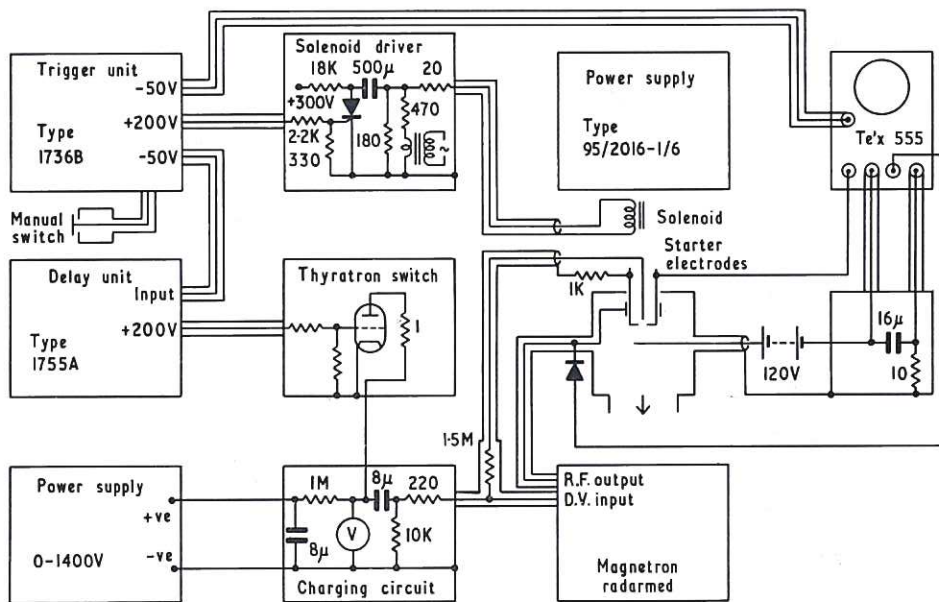 Trigger unit
-50V
Type
+200V
1736B
-50V
Manual
switch
Solenoid driver
18K
500μ
20
+300V
470
2·2K
180
330
~
Power supply
Type
95/2016-1/6
Te'x 555
Solenoid
Starter
electrodes
Delay unit
Input
+200V
Type
1755A
Thyratron switch
1
1K
120V
16μ
10
1·5M
Power supply
+ve
0-1400V
-ve
1M
8μ
220
V
8μ
10K
Charging circuit
R.F. output
D.V. input
Magnetron
radarmed